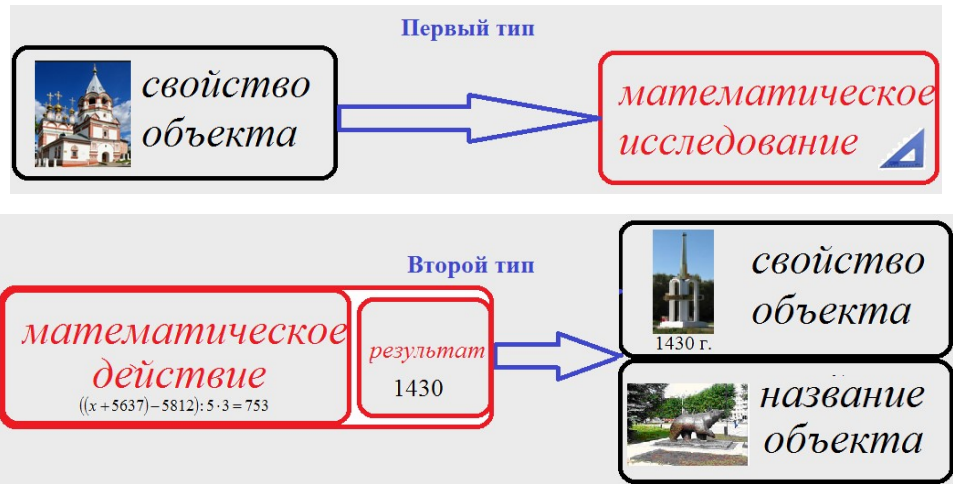 Первый тип
свойство
объекта
математическое
исследование
Второй тип
математическое
действие
((x + 5637) – 5812) : 5 · 3 = 753
результат
1430
свойство
объекта
1430 г.
название
объекта